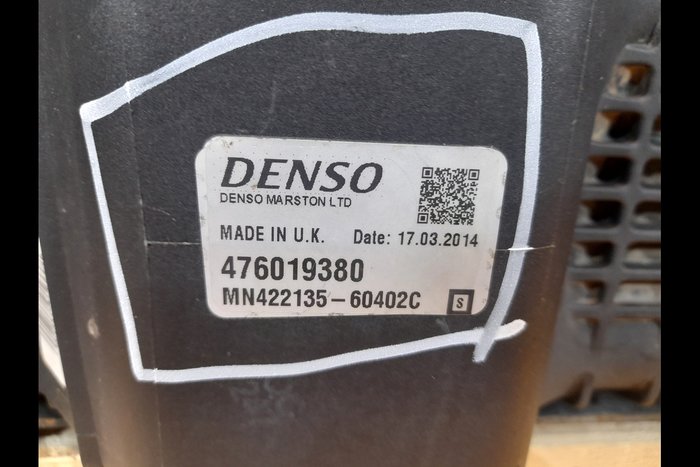 DENSO
DENSO MARSTON LTD
MADE IN U.K. Date: 17.03.2014
476019380
MN422135-60402C S